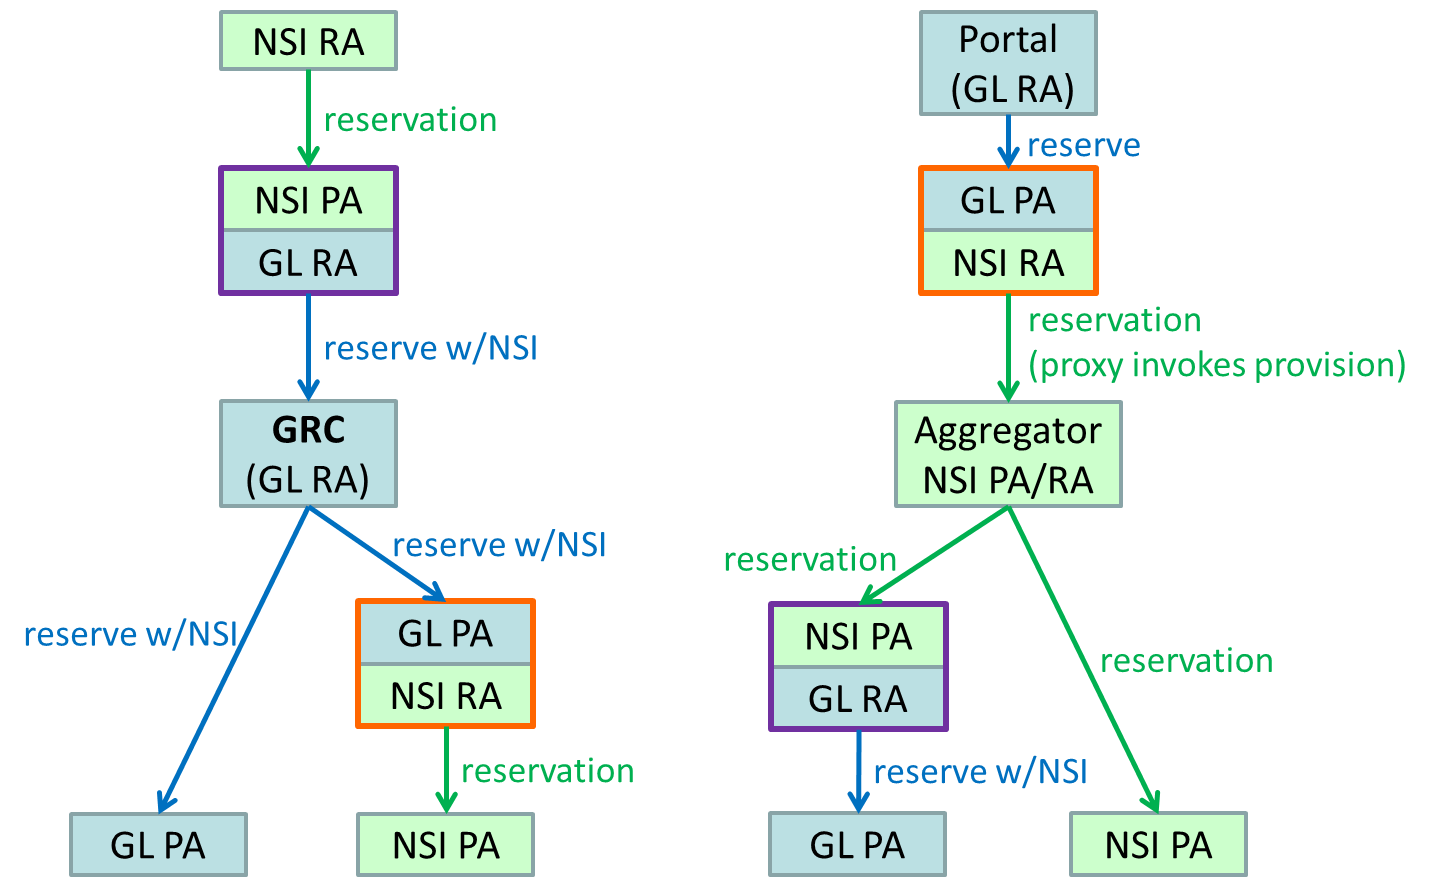 NSI RA
reservation
NSI PA
GL RA
reserve w/NSI
GRC
(GL RA)
reserve w/NSI
reserve w/NSI
GL PA
NSI RA
reservation
GL PA
NSI PA
Portal
(GL RA)
reserve
GL PA
NSI RA
reservation
(proxy invokes provision)
Aggregator
NSI PA/RA
reservation
NSI PA
GL RA
reservation
reserve w/NSI
GL PA
NSI PA